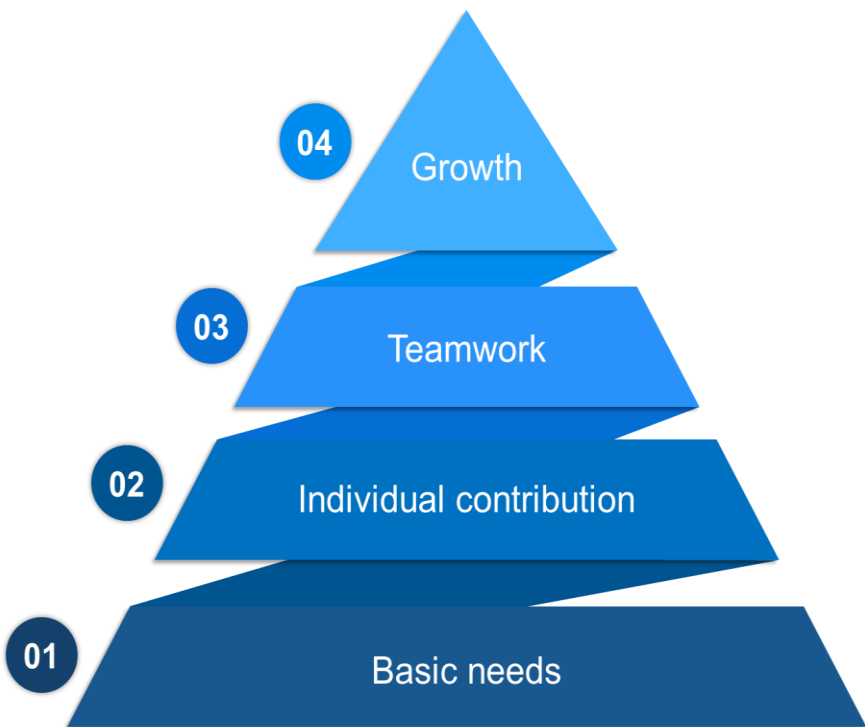 04
Growth
03
Teamwork
02
Individual contribution
01
Basic needs